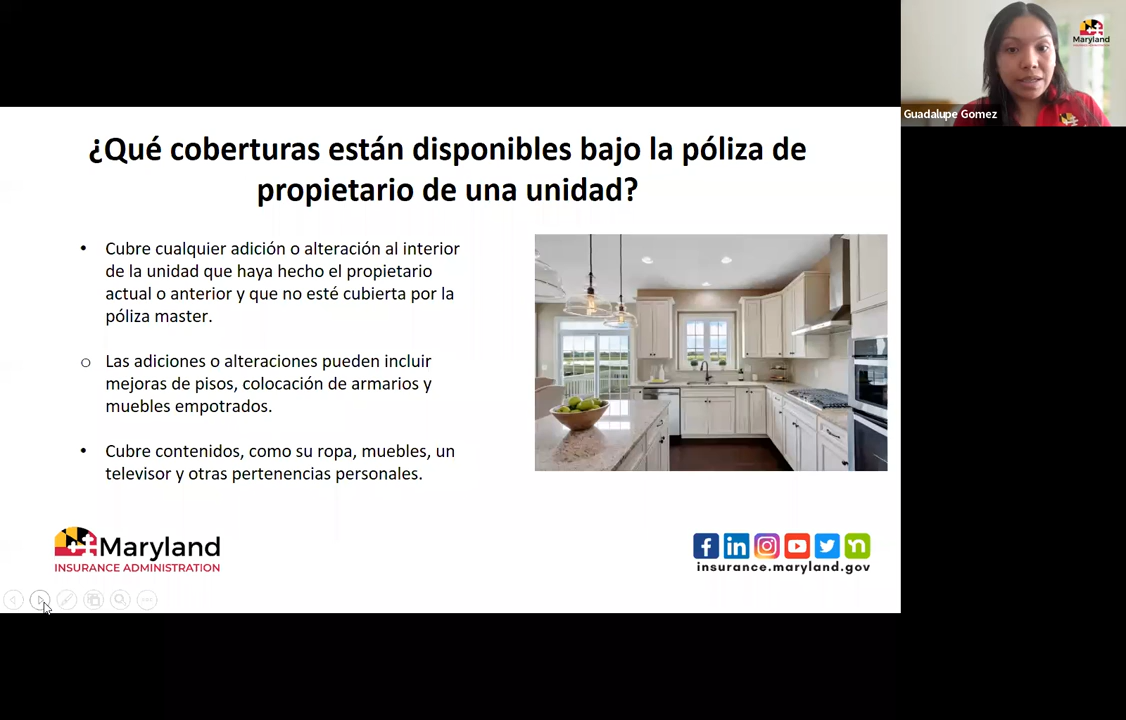 Maryland
INSURANCE ADMINISTRATION
Guadalupe Gomez
¿Qué coberturas están disponibles bajo la póliza de
propietario de una unidad?
• Cubre cualquier adición o alteración al interior
de la unidad que haya hecho el propietario
actual o anterior y que no esté cubierta por la
póliza master.
o Las adiciones o alteraciones pueden incluir
mejoras de pisos, colocación de armarios y
muebles empotrados.
• Cubre contenidos, como su ropa, muebles, un
televisor y otras pertenencias personales.
Maryland
INSURANCE ADMINISTRATION
insurance.maryland.gov